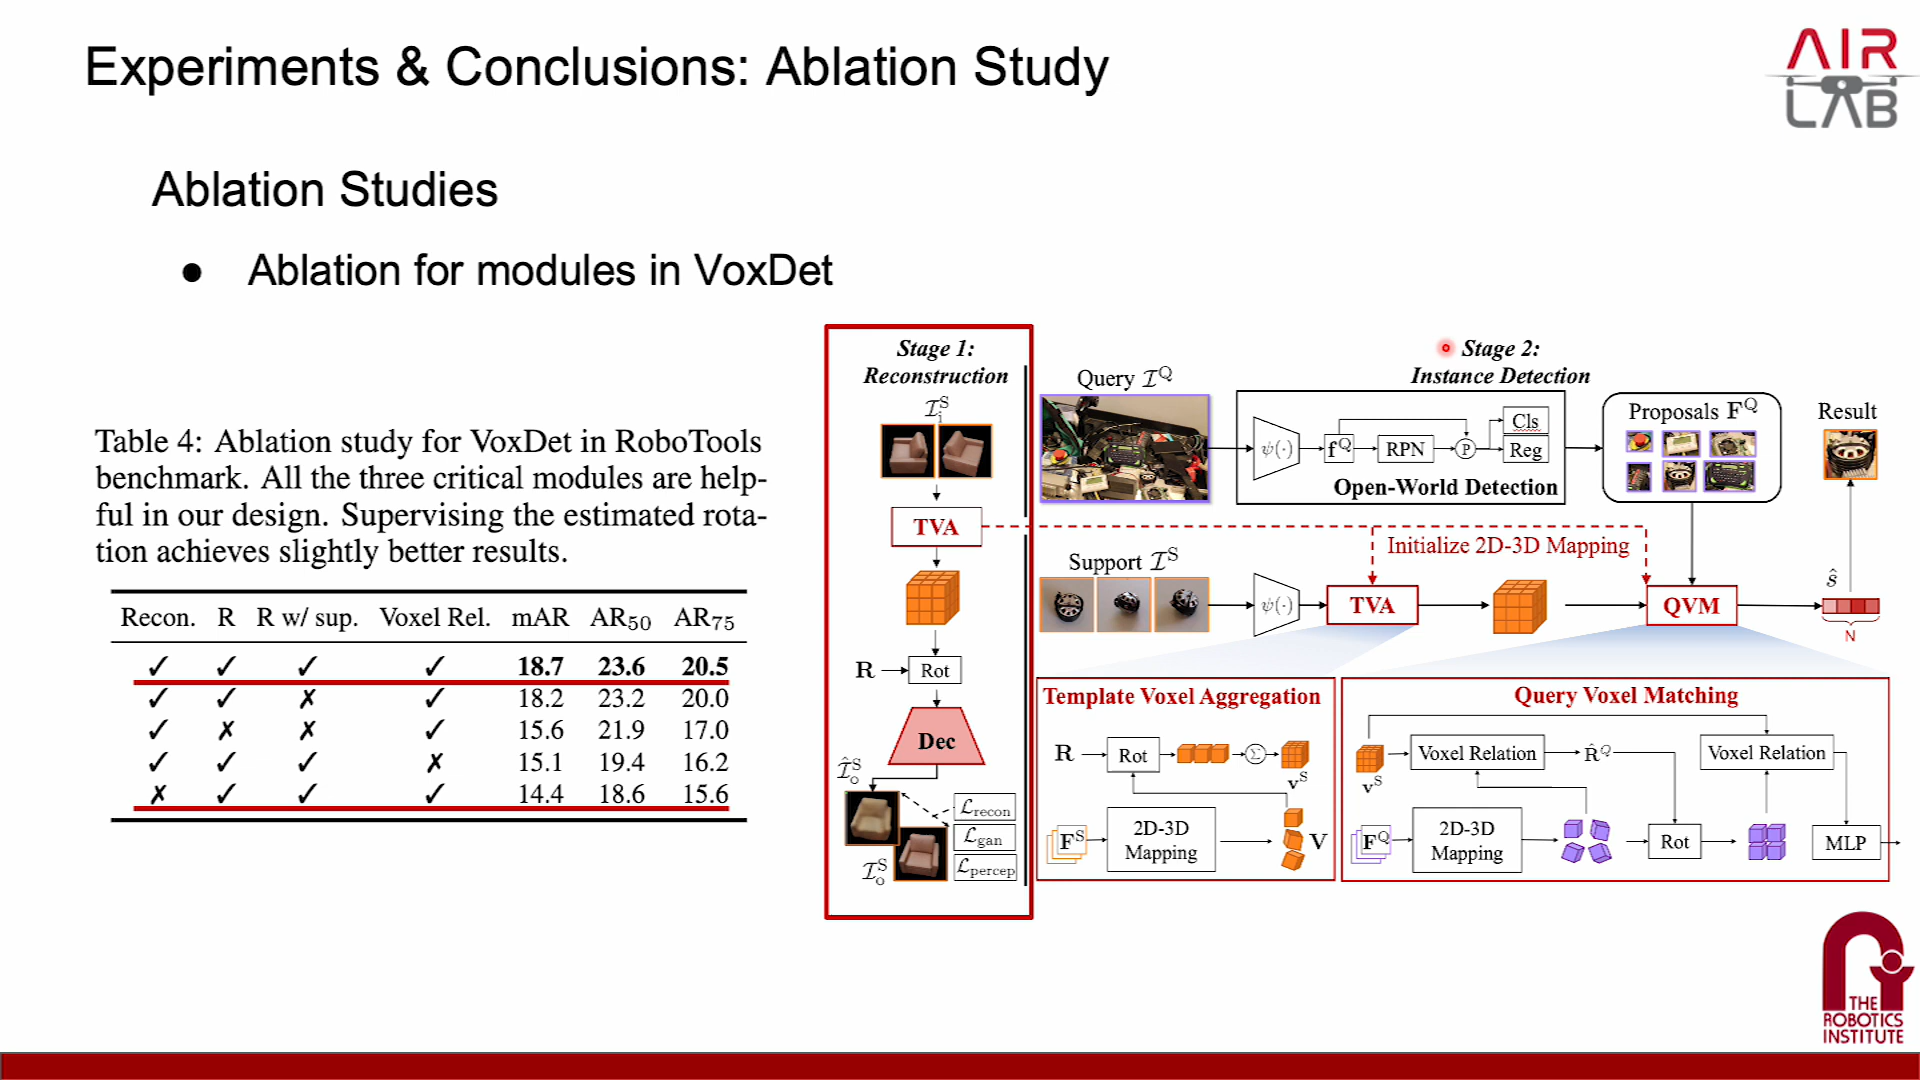 Experiments & Conclusions: Ablation Study
AIR
LAB
Ablation Studies
● Ablation for modules in VoxDet
Table 4: Ablation study for VoxDet in RoboTools
benchmark. All the three critical modules are help-
ful in our design. Supervising the estimated rota-
tion achieves slightly better results.
Recon. R R w/ sup. Voxel Rel. mAR AR50 AR75
✓ ✓ ✓ ✓ 18.7 23.6 20.5
✓ ✓ ✗ ✓ 18.2 23.2 20.0
✓ ✗ ✗ ✓ 15.6 21.9 17.0
✓ ✓ ✓ ✗ 15.1 19.4 16.2
✗ ✓ ✓ ✓ 14.4 18.6 15.6
Stage 1:
Reconstruction
I_i^S
TVA
R
Rot
Dec
Î_o^S
I_o^S
L_recon
L_gan
L_percep
Query I^Q
Stage 2:
Instance Detection
ψ(·)
f^Q
RPN
P
Cls
Reg
Open-World Detection
Proposals F^Q
Result
Initialize 2D-3D Mapping
Support I^S
ψ(·)
TVA
QVM
ŝ
N
Template Voxel Aggregation
R
Rot
Σ
v^S
F^S
2D-3D
Mapping
V
Query Voxel Matching
v^S
Voxel Relation
R̂^Q
Voxel Relation
F^Q
2D-3D
Mapping
Rot
MLP
THE
ROBOTICS
INSTITUTE